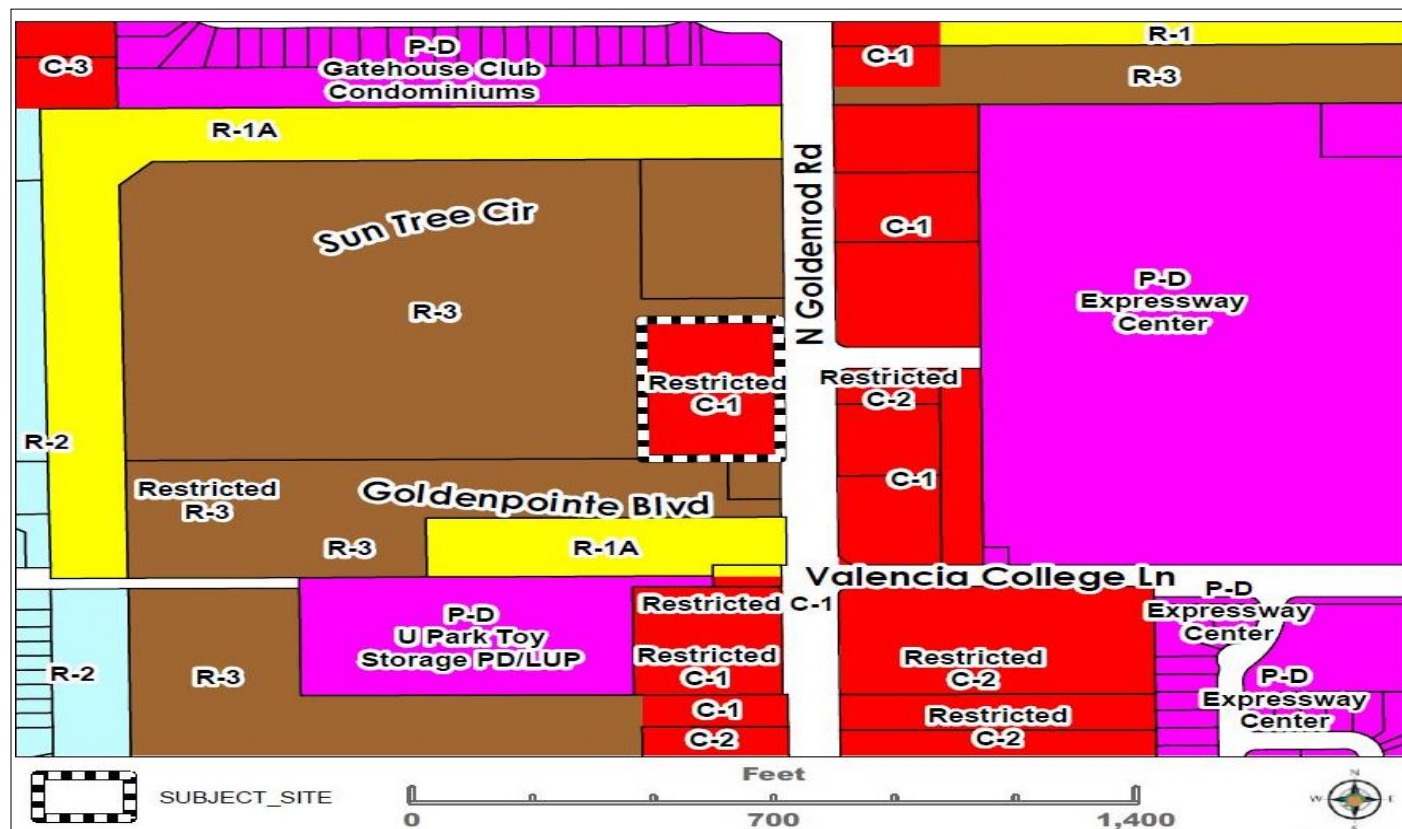 P-D
Gatehouse Club
Condominiums
C-3
C-1
R-1
R-3
R-1A
N Goldenrod Rd
Sun Tree Cir
C-1
P-D
Expressway
Center
R-3
Restricted
C-1
Restricted
C-2
R-2
C-1
Restricted
R-3
Goldenpointe Blvd
R-3
R-1A
Valencia College Ln
P-D
Expressway
Center
Restricted C-1
P-D
U Park Toy
Storage PD/LUP
R-2
R-3
Restricted
C-1
Restricted
C-2
P-D
Expressway
Center
C-1
Restricted
C-2
C-2
SUBJECT_SITE
Feet
0
700
1,400
N
W
E